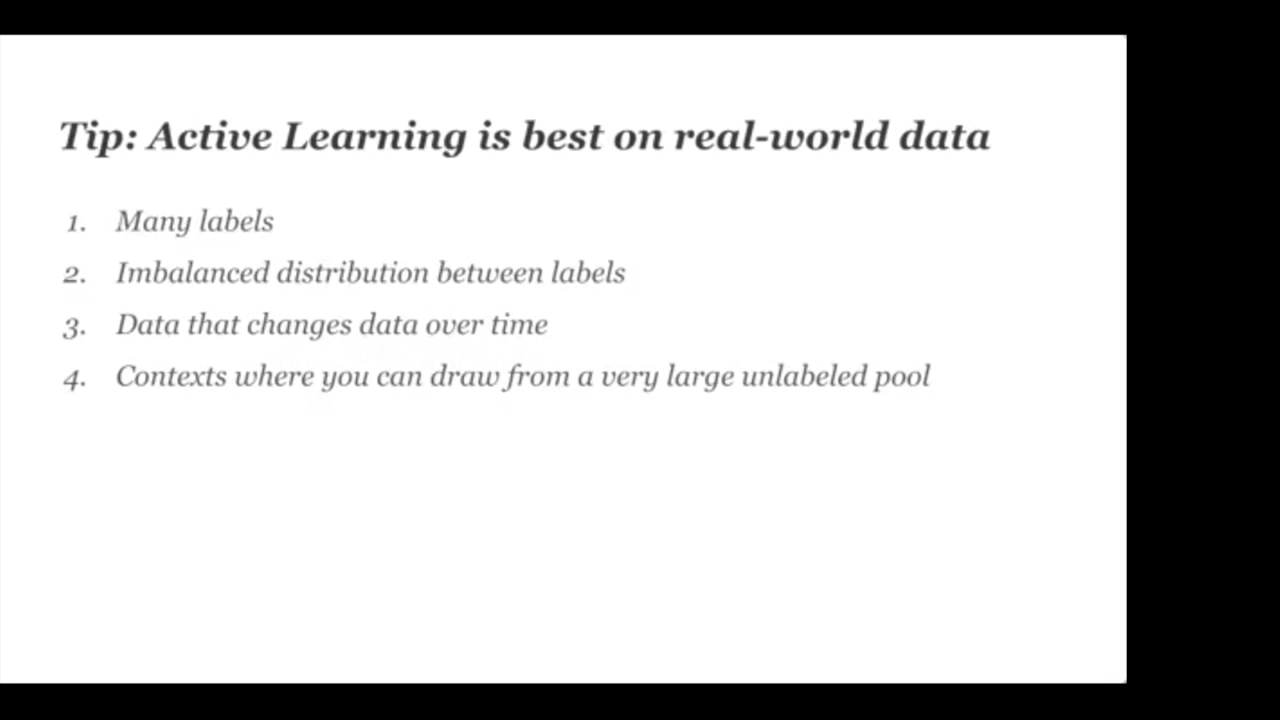 Tip: Active Learning is best on real-world data
1. Many labels
2. Imbalanced distribution between labels
3. Data that changes data over time
4. Contexts where you can draw from a very large unlabeled pool